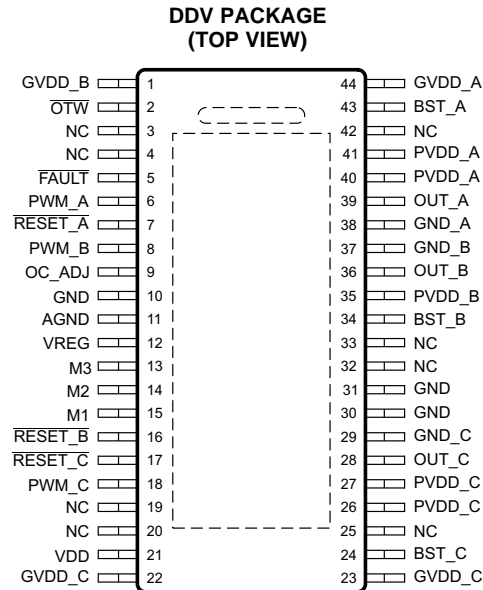 DDV PACKAGE
(TOP VIEW)
GVDD_B 1 44 GVDD_A
OTW 2 43 BST_A
NC 3 42 NC
NC 4 41 PVDD_A
FAULT 5 40 PVDD_A
PWM_A 6 39 OUT_A
RESET_A 7 38 GND_A
PWM_B 8 37 GND_B
OC_ADJ 9 36 OUT_B
GND 10 35 PVDD_B
AGND 11 34 BST_B
VREG 12 33 NC
M3 13 32 NC
M2 14 31 GND
M1 15 30 GND
RESET_B 16 29 GND_C
RESET_C 17 28 OUT_C
PWM_C 18 27 PVDD_C
NC 19 26 PVDD_C
NC 20 25 NC
VDD 21 24 BST_C
GVDD_C 22 23 GVDD_C